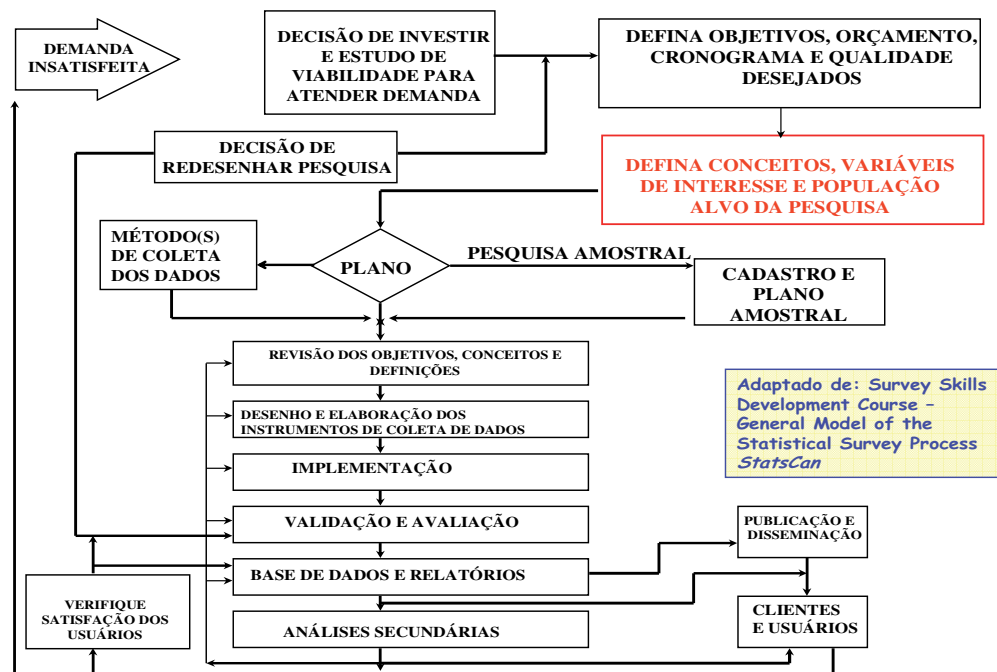 DEMANDA
INSATISFEITA
DECISÃO DE INVESTIR
E ESTUDO DE
VIABILIDADE PARA
ATENDER DEMANDA
DEFINA OBJETIVOS, ORÇAMENTO,
CRONOGRAMA E QUALIDADE
DESEJADOS
DECISÃO DE
REDESENHAR PESQUISA
DEFINA CONCEITOS, VARIÁVEIS
DE INTERESSE E POPULAÇÃO
ALVO DA PESQUISA
MÉTODO(S)
DE COLETA
DOS DADOS
PLANO
PESQUISA AMOSTRAL
CADASTRO E
PLANO
AMOSTRAL
REVISÃO DOS OBJETIVOS, CONCEITOS E
DEFINIÇÕES
DESENHO E ELABORAÇÃO DOS
INSTRUMENTOS DE COLETA DE DADOS
IMPLEMENTAÇÃO
VALIDAÇÃO E AVALIAÇÃO
BASE DE DADOS E RELATÓRIOS
ANÁLISES SECUNDÁRIAS
Adaptado de: Survey Skills
Development Course –
General Model of the
Statistical Survey Process
StatsCan
PUBLICAÇÃO E
DISSEMINAÇÃO
CLIENTES
E USUÁRIOS
VERIFIQUE
SATISFAÇÃO DOS
USUÁRIOS